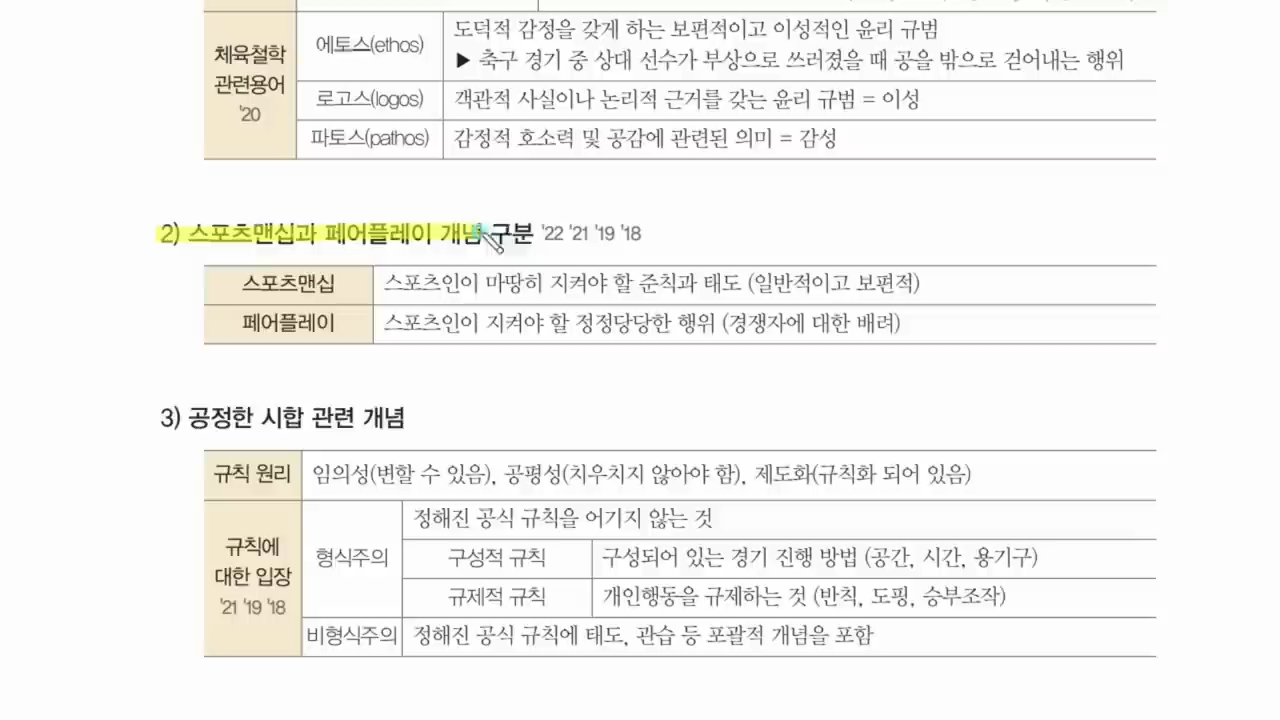 체육철학
관련용어
'20
에토스(ethos)
도덕적 감정을 갖게 하는 보편적이고 이성적인 윤리 규범
▶ 축구 경기 중 상대 선수가 부상으로 쓰러졌을 때 공을 밖으로 걷어내는 행위
로고스(logos)
객관적 사실이나 논리적 근거를 갖는 윤리 규범 = 이성
파토스(pathos)
감정적 호소력 및 공감에 관련된 의미 = 감성
2) 스포츠맨십과 페어플레이 개념 구분 '22 '21 '19 '18
스포츠맨십
스포츠인이 마땅히 지켜야 할 준칙과 태도 (일반적이고 보편적)
페어플레이
스포츠인이 지켜야 할 정정당당한 행위 (경쟁자에 대한 배려)
3) 공정한 시합 관련 개념
규칙 원리
임의성(변할 수 있음), 공평성(치우치지 않아야 함), 제도화(규칙화 되어 있음)
규칙에
대한 입장
'21 '19 '18
형식주의
정해진 공식 규칙을 어기지 않는 것
구성적 규칙
구성되어 있는 경기 진행 방법 (공간, 시간, 용기구)
규제적 규칙
개인행동을 규제하는 것 (반칙, 도핑, 승부조작)
비형식주의
정해진 공식 규칙에 태도, 관습 등 포괄적 개념을 포함